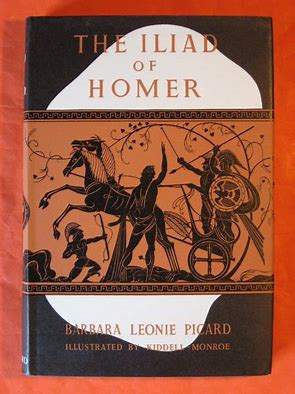 THE ILIAD
OF
HOMER
BARBARA LEONIE PICARD
ILLUSTRATED BY KIDDELL MONROE